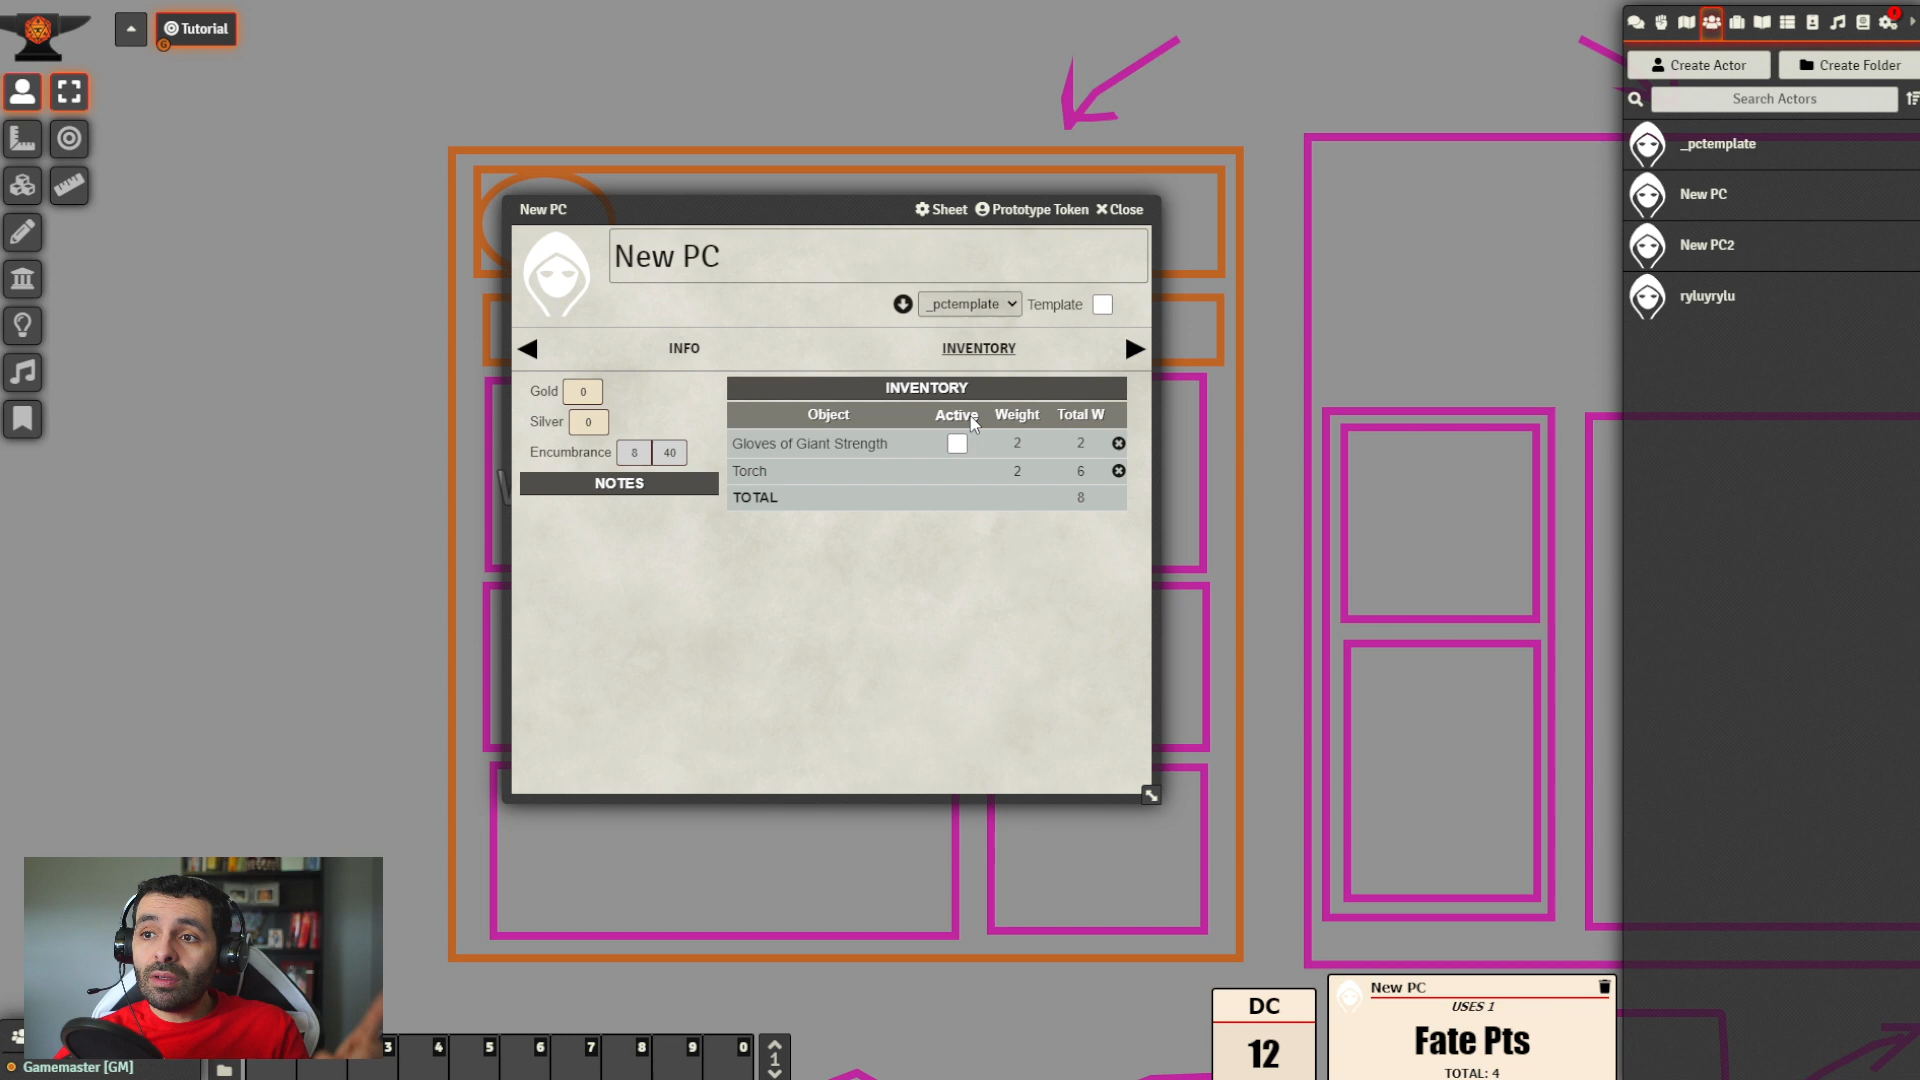 Tutorial
G
Create Actor
Create Folder
Search Actors
_pctemplate
New PC
New PC2
ryluyrylu
New PC
Sheet
Prototype Token
Close
New PC
_pctemplate
Template
INFO
INVENTORY
Gold 0
Silver 0
Encumbrance 8 40
NOTES
INVENTORY
Object Active Weight Total W
Gloves of Giant Strength 2 2
Torch 2 6
TOTAL 8
DC
12
New PC
USES 1
Fate Pts
TOTAL: 4
3 4 5 6 7 8 9 0
1
Gamemaster [GM]